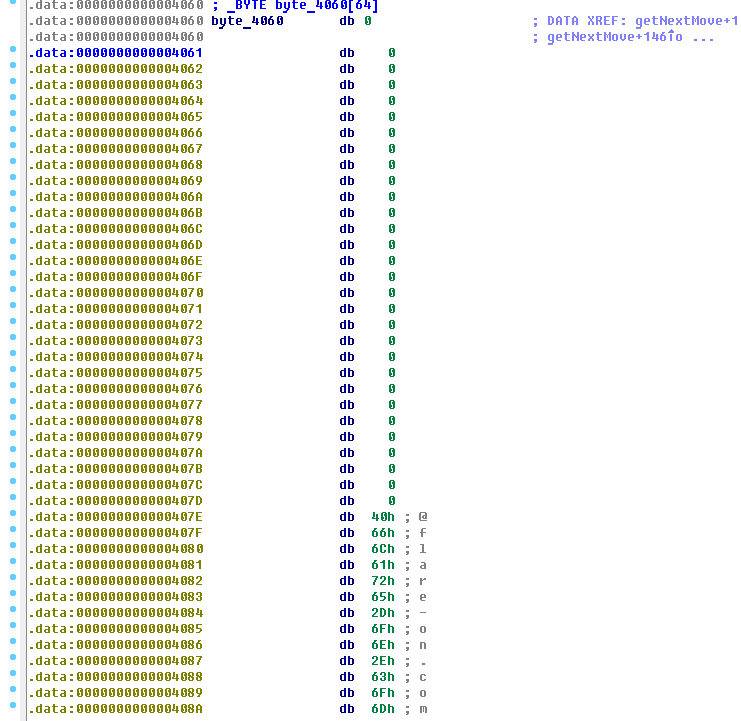 .data:0000000000004060 ; _BYTE byte_4060[64]
.data:0000000000004060 byte_4060 db 0 ; DATA XREF: getNextMove+1
.data:0000000000004060 ; getNextMove+146↑o ...
.data:0000000000004061 db 0
.data:0000000000004062 db 0
.data:0000000000004063 db 0
.data:0000000000004064 db 0
.data:0000000000004065 db 0
.data:0000000000004066 db 0
.data:0000000000004067 db 0
.data:0000000000004068 db 0
.data:0000000000004069 db 0
.data:000000000000406A db 0
.data:000000000000406B db 0
.data:000000000000406C db 0
.data:000000000000406D db 0
.data:000000000000406E db 0
.data:000000000000406F db 0
.data:0000000000004070 db 0
.data:0000000000004071 db 0
.data:0000000000004072 db 0
.data:0000000000004073 db 0
.data:0000000000004074 db 0
.data:0000000000004075 db 0
.data:0000000000004076 db 0
.data:0000000000004077 db 0
.data:0000000000004078 db 0
.data:0000000000004079 db 0
.data:000000000000407A db 0
.data:000000000000407B db 0
.data:000000000000407C db 0
.data:000000000000407D db 0
.data:000000000000407E db 40h ; @
.data:000000000000407F db 66h ; f
.data:0000000000004080 db 6Ch ; l
.data:0000000000004081 db 61h ; a
.data:0000000000004082 db 72h ; r
.data:0000000000004083 db 65h ; e
.data:0000000000004084 db 2Dh ; -
.data:0000000000004085 db 6Fh ; o
.data:0000000000004086 db 6Eh ; n
.data:0000000000004087 db 2Eh ; .
.data:0000000000004088 db 63h ; c
.data:0000000000004089 db 6Fh ; o
.data:000000000000408A db 6Dh ; m